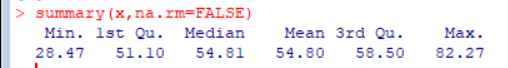 > summary(x,na.rm=FALSE)
Min. 1st Qu. Median Mean 3rd Qu. Max.
28.47 51.10 54.81 54.80 58.50 82.27